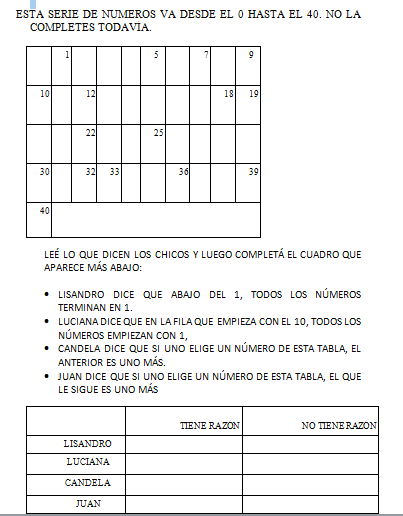 ESTA SERIE DE NUMEROS VA DESDE EL 0 HASTA EL 40. NO LA
COMPLETES TODAVÍA.
1 5 7 9
10 12 18 19
22 25
30 32 33 36 39
40
LEÉ LO QUE DICEN LOS CHICOS Y LUEGO COMPLETÁ EL CUADRO QUE
APARECE MÁS ABAJO:
• LISANDRO DICE QUE ABAJO DEL 1, TODOS LOS NÚMEROS
TERMINAN EN 1.
• LUCIANA DICE QUE EN LA FILA QUE EMPIEZA CON EL 10, TODOS LOS
NÚMEROS EMPIEZAN CON 1,
• CANDELA DICE QUE SI UNO ELIGE UN NÚMERO DE ESTA TABLA, EL
ANTERIOR ES UNO MÁS.
• JUAN DICE QUE SI UNO ELIGE UN NÚMERO DE ESTA TABLA, EL QUE
LE SIGUE ES UNO MÁS
TIENE RAZON NO TIENE RAZON
LISANDRO
LUCIANA
CANDELA
JUAN